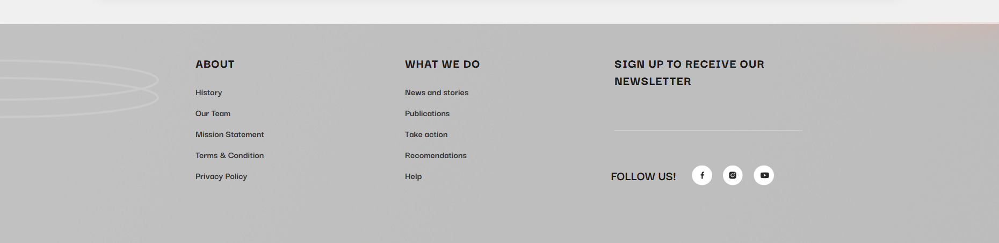 ABOUT
History
Our Team
Mission Statement
Terms & Condition
Privacy Policy
WHAT WE DO
News and stories
Publications
Take action
Recomendations
Help
SIGN UP TO RECEIVE OUR
NEWSLETTER
FOLLOW US!